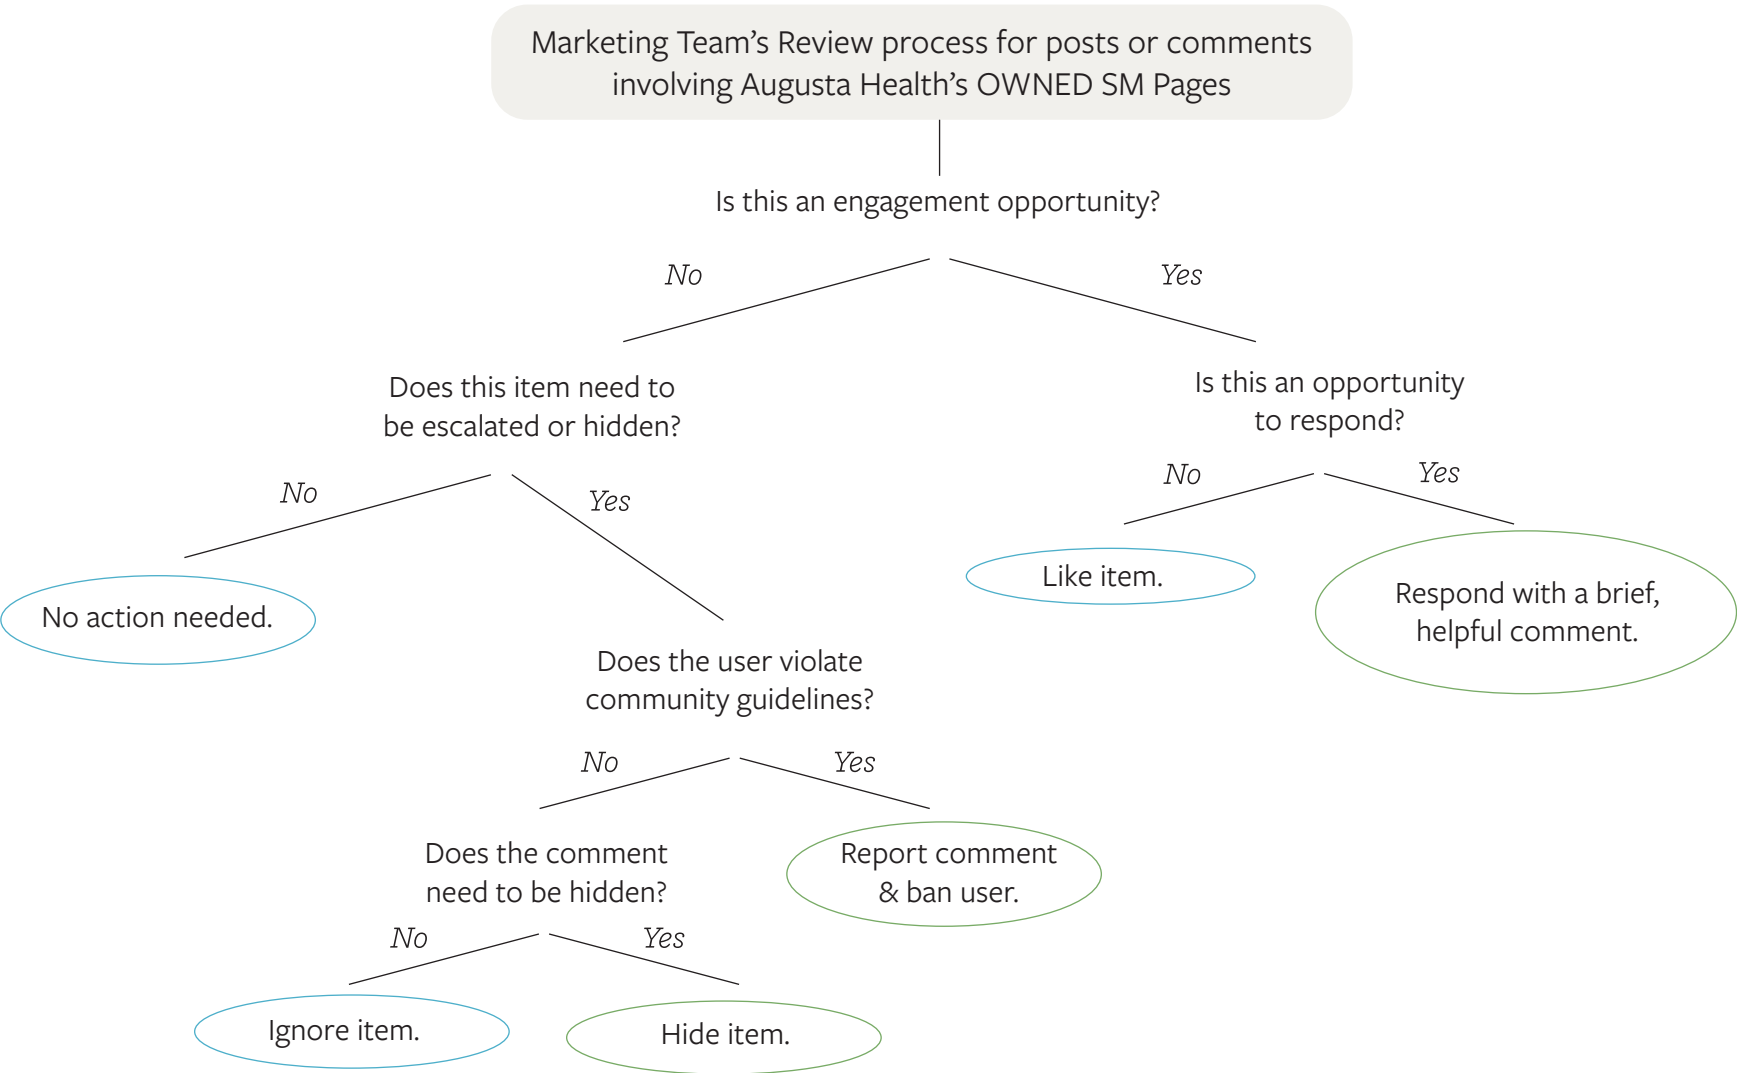 Marketing Team's Review process for posts or comments
involving Augusta Health's OWNED SM Pages
Is this an engagement opportunity?
No
Yes
Does this item need to
be escalated or hidden?
Is this an opportunity
to respond?
No
Yes
No
Yes
No action needed.
Like item.
Respond with a brief,
helpful comment.
Does the user violate
community guidelines?
No
Yes
Does the comment
need to be hidden?
Report comment
& ban user.
No
Yes
Ignore item.
Hide item.